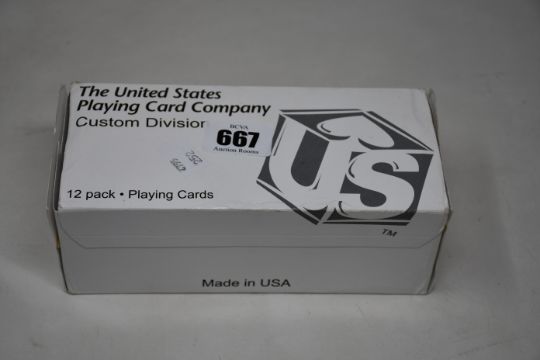 The United States
Playing Card Company
Custom Division
BCVA
667
Auction Rooms
252
12 pack • Playing Cards
US
TM
Made in USA